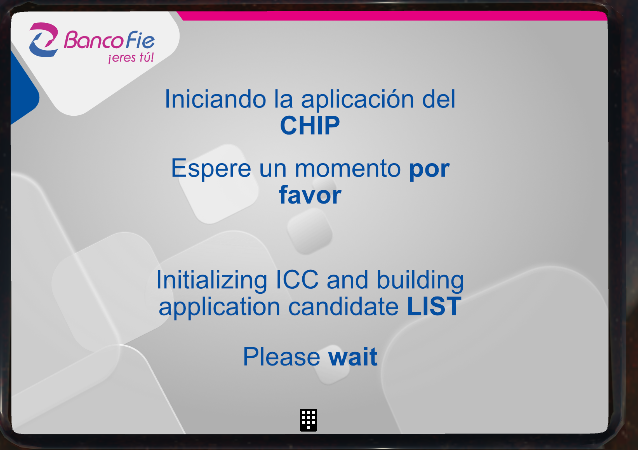 Banco Fie
¡eres tú!
Iniciando la aplicación del
CHIP
Espere un momento por
favor
Initializing ICC and building
application candidate LIST
Please wait